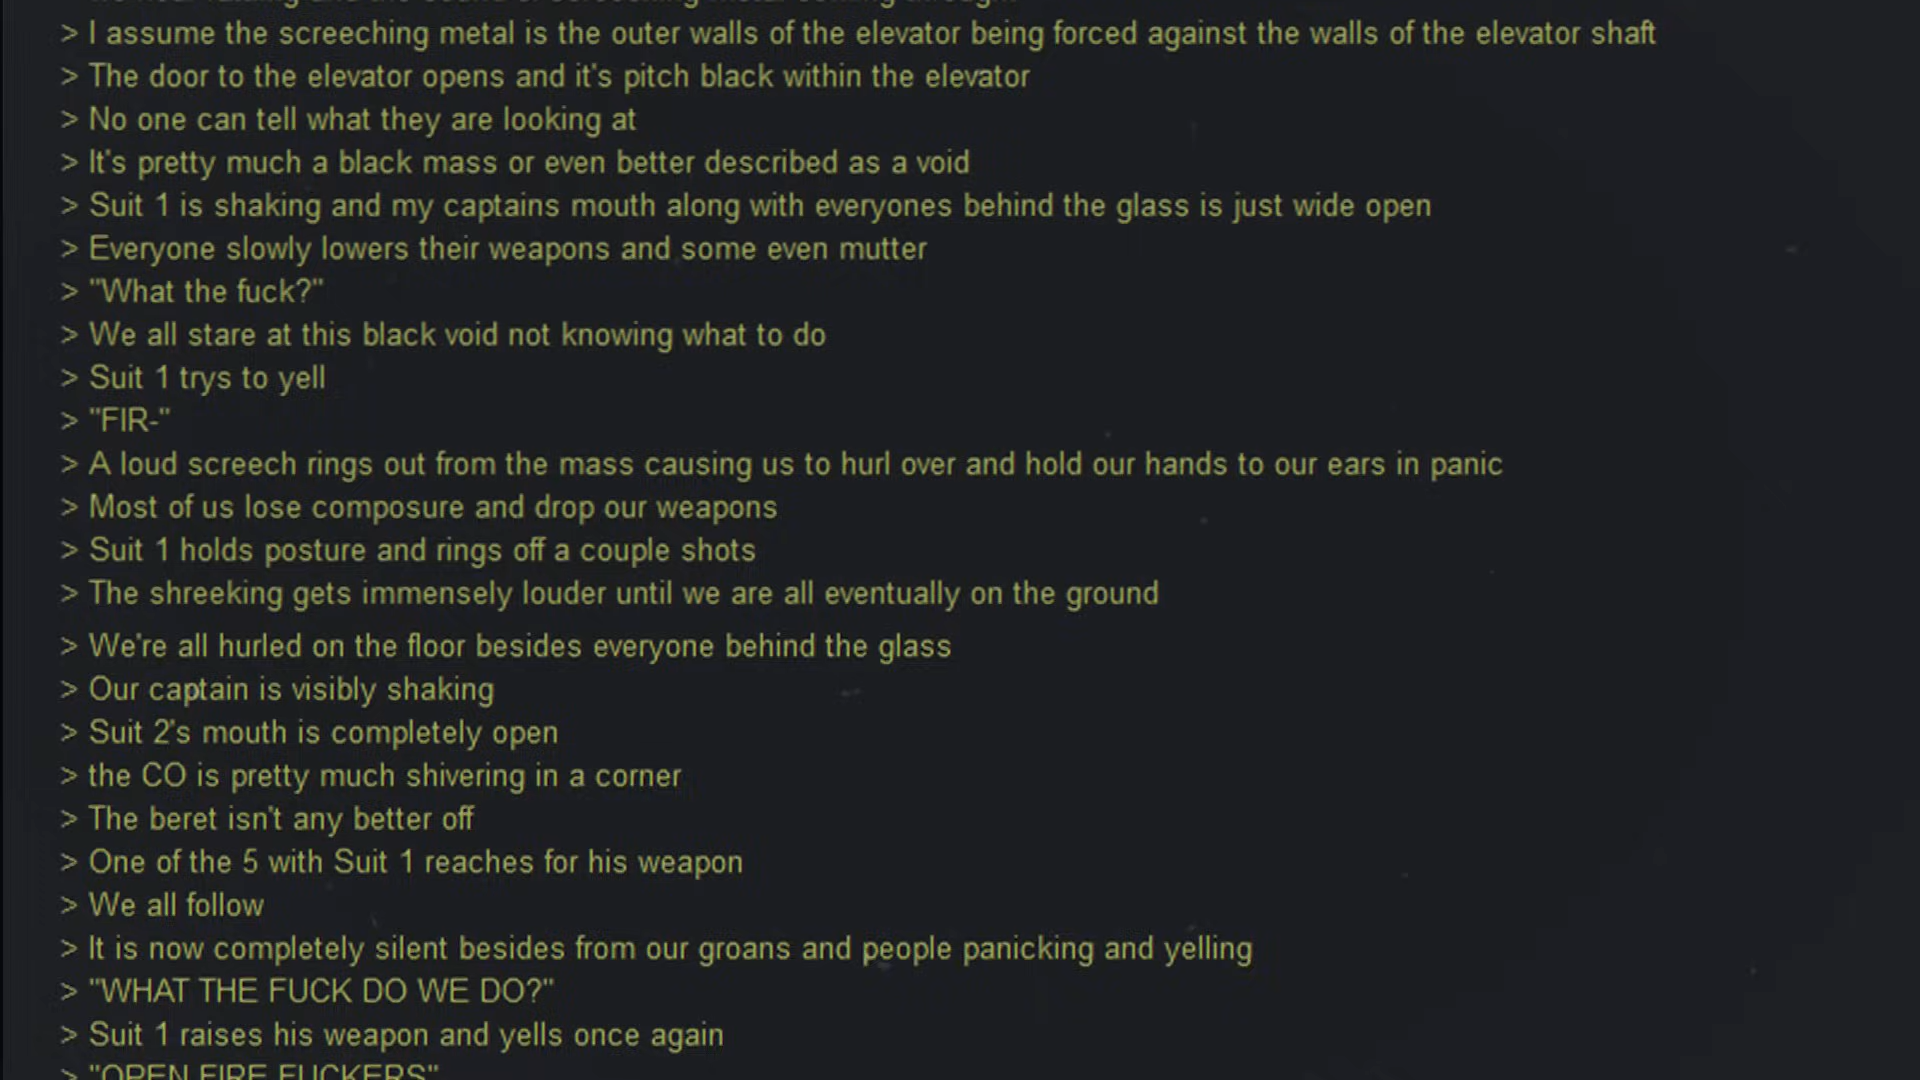 > I assume the screeching metal is the outer walls of the elevator being forced against the walls of the elevator shaft
> The door to the elevator opens and it's pitch black within the elevator
> No one can tell what they are looking at
> It's pretty much a black mass or even better described as a void
> Suit 1 is shaking and my captains mouth along with everyones behind the glass is just wide open
> Everyone slowly lowers their weapons and some even mutter
> "What the fuck?"
> We all stare at this black void not knowing what to do
> Suit 1 trys to yell
> "FIR-"
> A loud screech rings out from the mass causing us to hurl over and hold our hands to our ears in panic
> Most of us lose composure and drop our weapons
> Suit 1 holds posture and rings off a couple shots
> The shreeking gets immensely louder until we are all eventually on the ground
> We're all hurled on the floor besides everyone behind the glass
> Our captain is visibly shaking
> Suit 2's mouth is completely open
> the CO is pretty much shivering in a corner
> The beret isn't any better off
> One of the 5 with Suit 1 reaches for his weapon
> We all follow
> It is now completely silent besides from our groans and people panicking and yelling
> "WHAT THE FUCK DO WE DO?"
> Suit 1 raises his weapon and yells once again
> "OPEN FIRE FUCKERS"